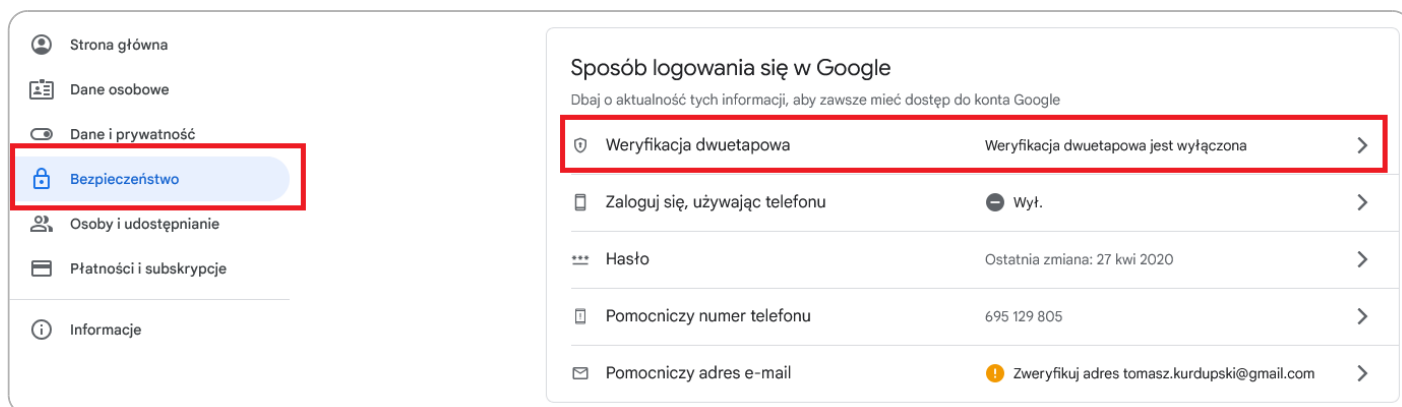 Strona główna
Dane osobowe
Dane i prywatność
Bezpieczeństwo
Osoby i udostępnianie
Płatności i subskrypcje
Informacje
Sposób logowania się w Google
Dbaj o aktualność tych informacji, aby zawsze mieć dostęp do konta Google
Weryfikacja dwuetapowa Weryfikacja dwuetapowa jest wyłączona
Zaloguj się, używając telefonu Wył.
Hasło Ostatnia zmiana: 27 kwi 2020
Pomocniczy numer telefonu 695 129 805
Pomocniczy adres e-mail Zweryfikuj adres tomasz.kurdupski@gmail.com